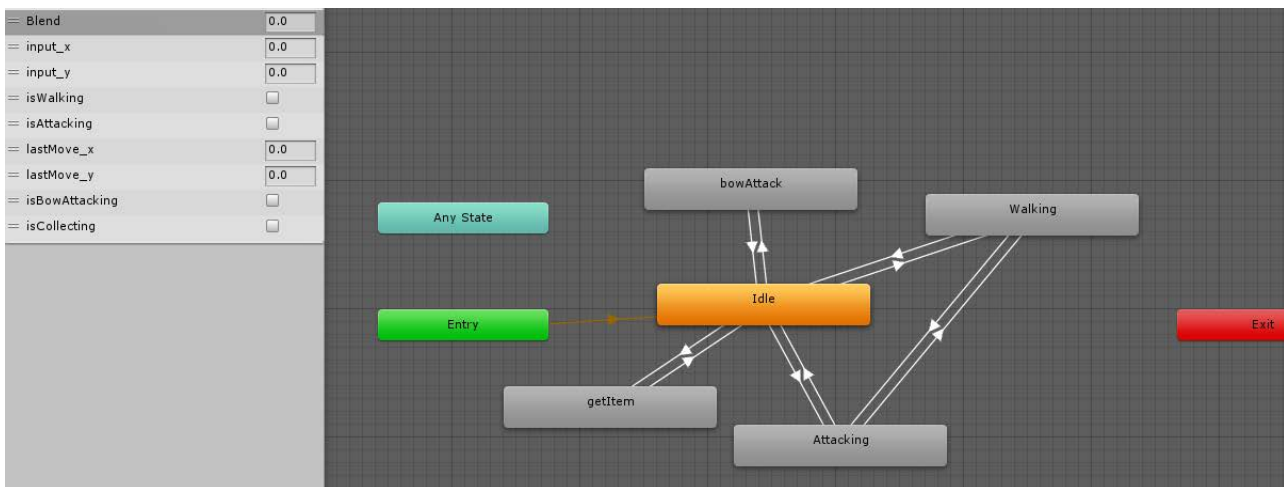 Blend 0.0
input_x 0.0
input_y 0.0
isWalking
isAttacking
lastMove_x 0.0
lastMove_y 0.0
isBowAttacking
isCollecting
bowAttack
Walking
Any State
Idle
Entry
Exit
getItem
Attacking